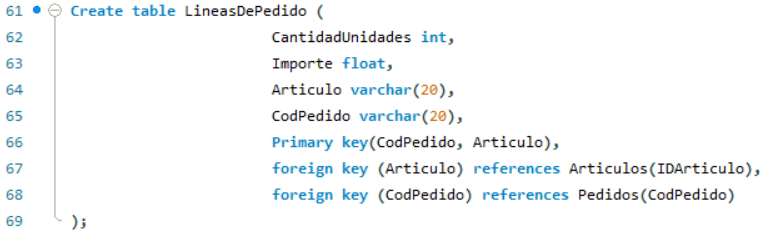 61 Create table LineasDePedido (
62 CantidadUnidades int,
63 Importe float,
64 Articulo varchar(20),
65 CodPedido varchar(20),
66 Primary key(CodPedido, Articulo),
67 foreign key (Articulo) references Articulos(IDArticulo),
68 foreign key (CodPedido) references Pedidos(CodPedido)
69 );